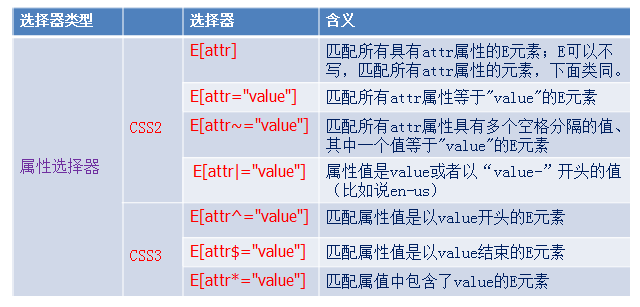 选择器类型 选择器 含义
E[attr] 匹配所有具有attr属性的E元素；E可以不
写，匹配所有attr属性的元素，下面类同。
E[attr="value"] 匹配所有attr属性等于"value"的E元素
CSS2 E[attr~="value"] 匹配所有attr属性具有多个空格分隔的值、
其中一个值等于"value"的E元素
属性选择器 E[attr|="value"] 属性值是value或者以“value-”开头的值
（比如说en-us）
E[attr^="value"] 匹配属性值是以value开头的E元素
CSS3 E[attr$="value"] 匹配属性值是以value结束的E元素
E[attr*="value"] 匹配属值中包含了value的E元素